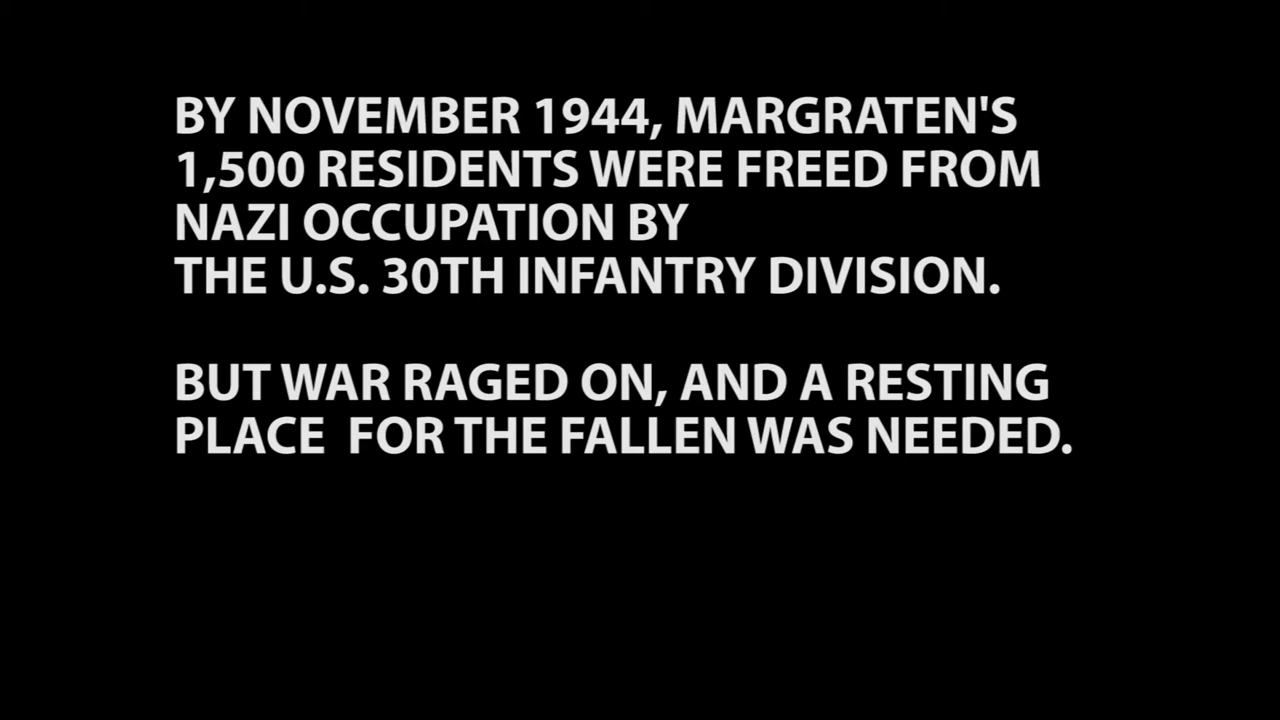 BY NOVEMBER 1944, MARGRATEN'S
1,500 RESIDENTS WERE FREED FROM
NAZI OCCUPATION BY
THE U.S. 30TH INFANTRY DIVISION.
BUT WAR RAGED ON, AND A RESTING
PLACE  FOR THE FALLEN WAS NEEDED.